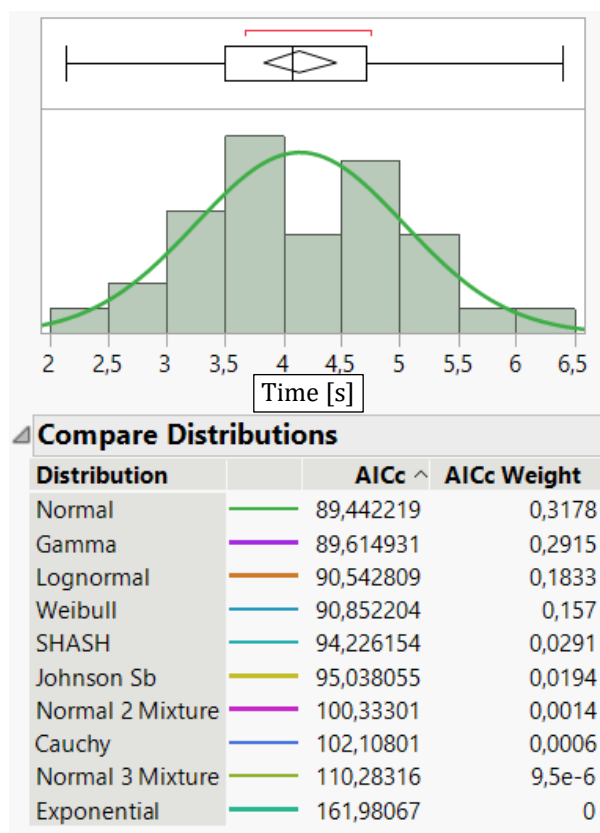 2 2,5 3 3,5 4 4,5 5 5,5 6 6,5
Time [s]
Compare Distributions
Distribution AICc AICc Weight
Normal 89,442219 0,3178
Gamma 89,614931 0,2915
Lognormal 90,542809 0,1833
Weibull 90,852204 0,157
SHASH 94,226154 0,0291
Johnson Sb 95,038055 0,0194
Normal 2 Mixture 100,33301 0,0014
Cauchy 102,10801 0,0006
Normal 3 Mixture 110,28316 9,5e-6
Exponential 161,98067 0